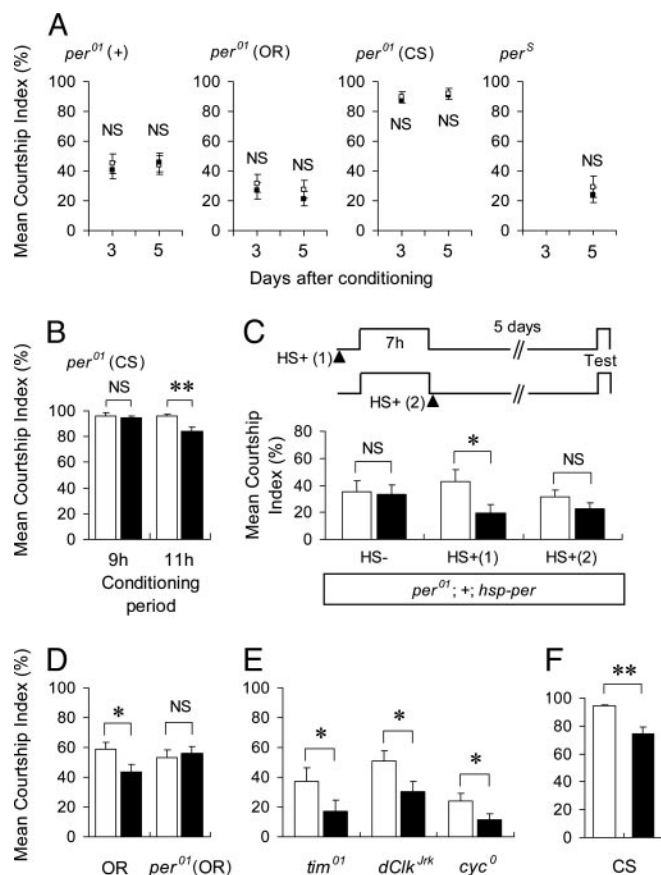 A
per⁰¹ (+)
per⁰¹ (OR)
per⁰¹ (CS)
perˢ
Mean Courtship Index (%)
100
80
60
40
20
0
NS NS
NS NS
NS NS
NS
3 5
3 5
3 5
3 5
Days after conditioning
B
per⁰¹ (CS)
Mean Courtship Index (%)
100
80
60
40
20
0
NS
**
9h 11h
Conditioning
period
C
7h
5 days
HS+ (1)
Test
HS+ (2)
Mean Courtship
Index (%)
100
80
60
40
20
0
NS
*
NS
HS-
HS+(1)
HS+(2)
per⁰¹; +; hsp-per
D
Mean Courtship Index (%)
100
80
60
40
20
0
*
NS
OR per⁰¹(OR)
E
100
80
60
40
20
0
*
*
*
tim⁰¹ dClkᴶʳᵏ cyc⁰
F
100
80
60
40
20
0
**
CS